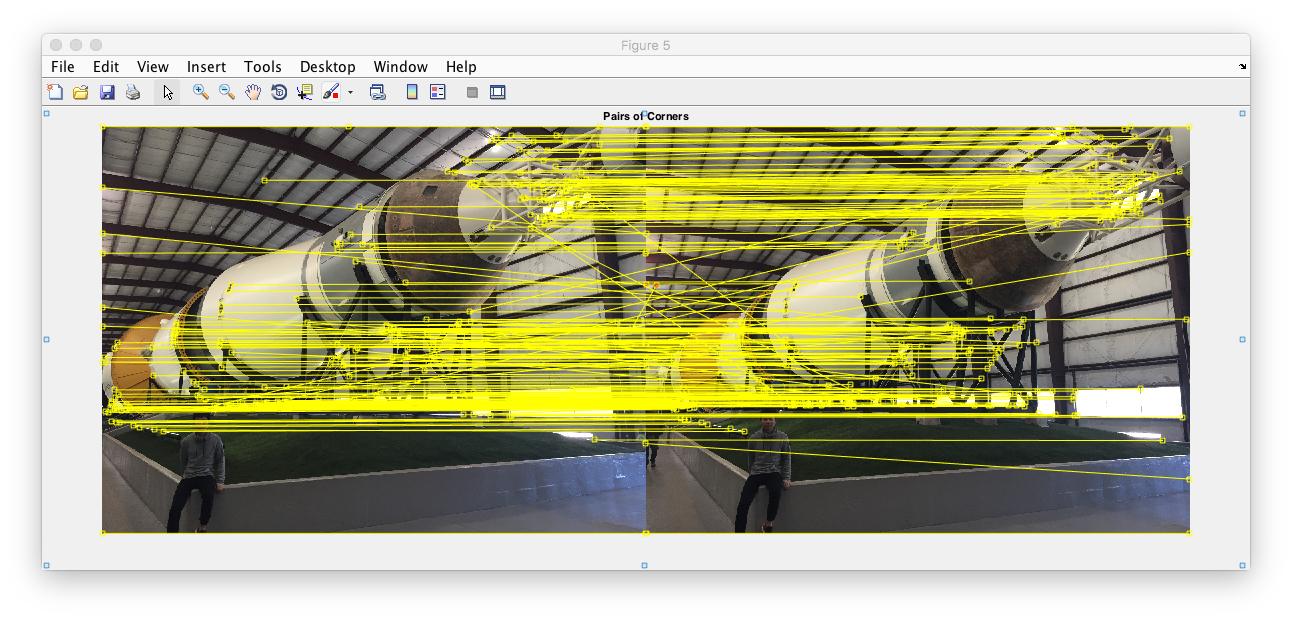 Figure 5
File Edit View Insert Tools Desktop Window Help
Pairs of Corners